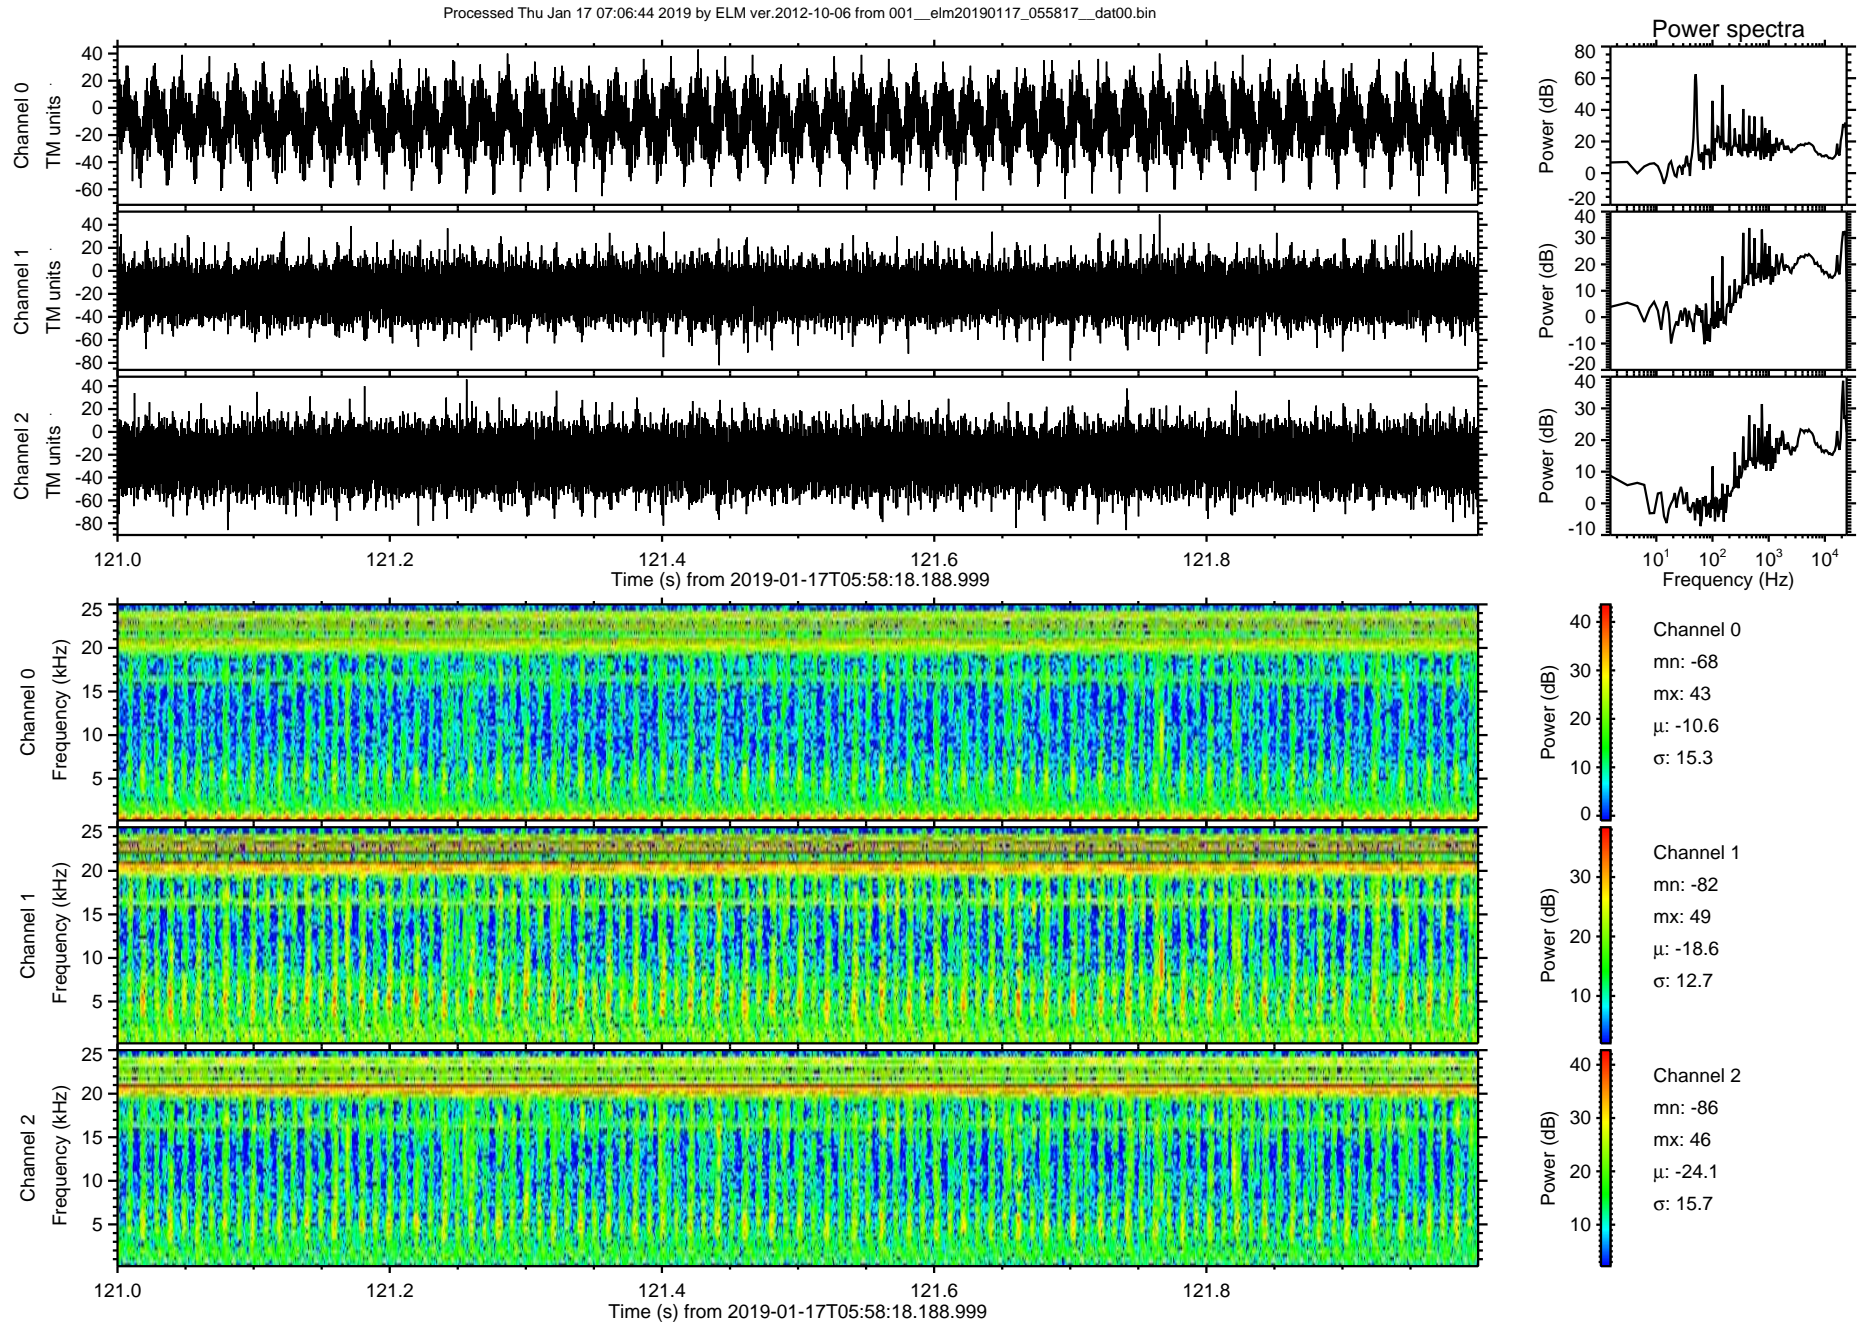 Processed Thu Jan 17 07:06:44 2019 by ELM ver.2012-10-06 from 001__elm20190117_055817__dat00.bin
Power spectra
Channel 0
TM units
40
20
0
-20
-40
-60
Power (dB)
80
60
40
20
0
-20
Channel 1
TM units
40
20
0
-20
-40
-60
-80
Power (dB)
40
30
20
10
0
-10
-20
Channel 2
TM units
40
20
0
-20
-40
-60
-80
Power (dB)
40
30
20
10
0
-10
121.0 121.2 121.4 121.6 121.8
Time (s) from 2019-01-17T05:58:18.188.999
10^1 10^2 10^3 10^4
Frequency (Hz)
Channel 0
Frequency (kHz)
25
20
15
10
5
Power (dB)
40
30
20
10
0
Channel 0
mn: -68
mx: 43
μ: -10.6
σ: 15.3
Channel 1
Frequency (kHz)
25
20
15
10
5
Power (dB)
30
20
10
Channel 1
mn: -82
mx: 49
μ: -18.6
σ: 12.7
Channel 2
Frequency (kHz)
25
20
15
10
5
Power (dB)
40
30
20
10
Channel 2
mn: -86
mx: 46
μ: -24.1
σ: 15.7
121.0 121.2 121.4 121.6 121.8
Time (s) from 2019-01-17T05:58:18.188.999